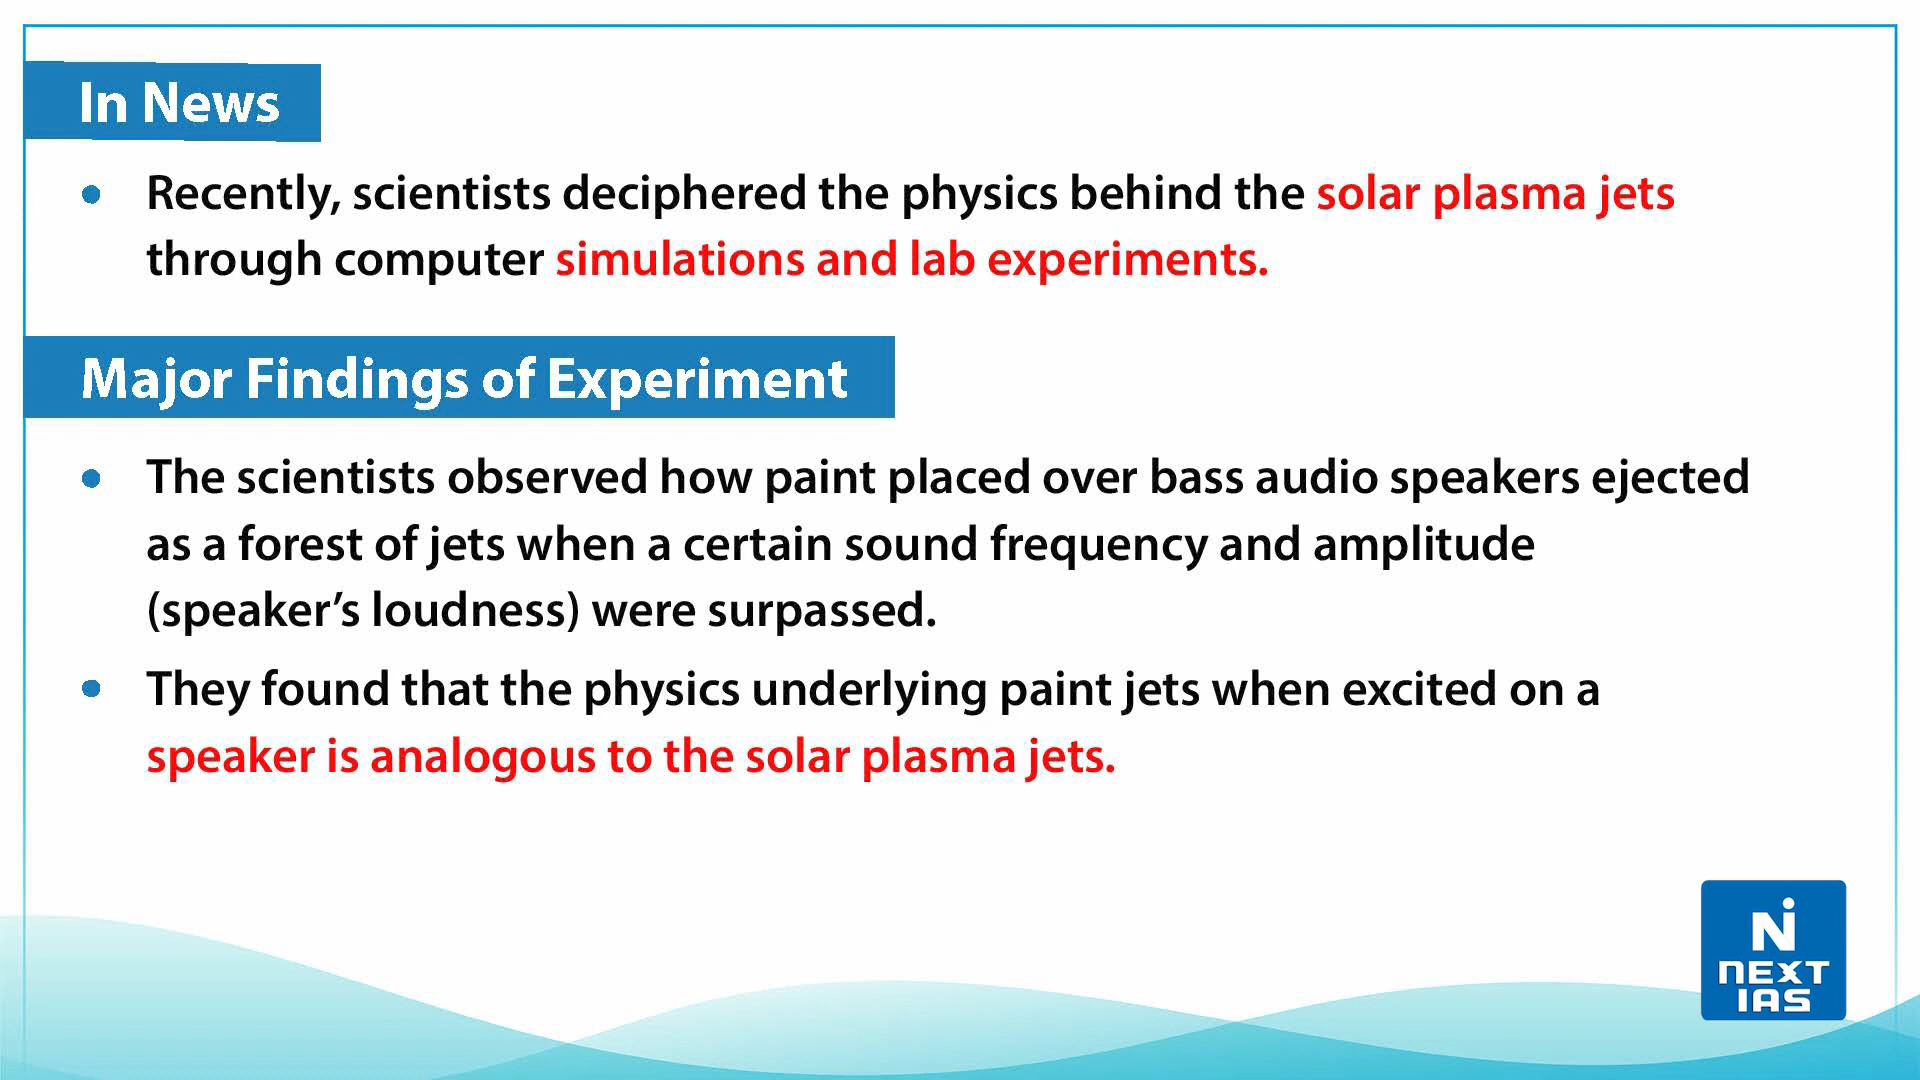 In News
• Recently, scientists deciphered the physics behind the solar plasma jets
through computer simulations and lab experiments.
Major Findings of Experiment
• The scientists observed how paint placed over bass audio speakers ejected
as a forest of jets when a certain sound frequency and amplitude
(speaker’s loudness) were surpassed.
• They found that the physics underlying paint jets when excited on a
speaker is analogous to the solar plasma jets.
N
NEXT
IAS